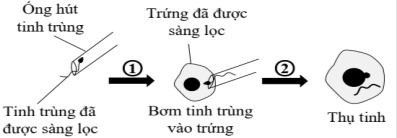 Ống hút
tinh trùng
Tinh trùng đã
được sàng lọc
①
Trứng đã được
sàng lọc
Bơm tinh trùng
vào trứng
②
Thụ tinh